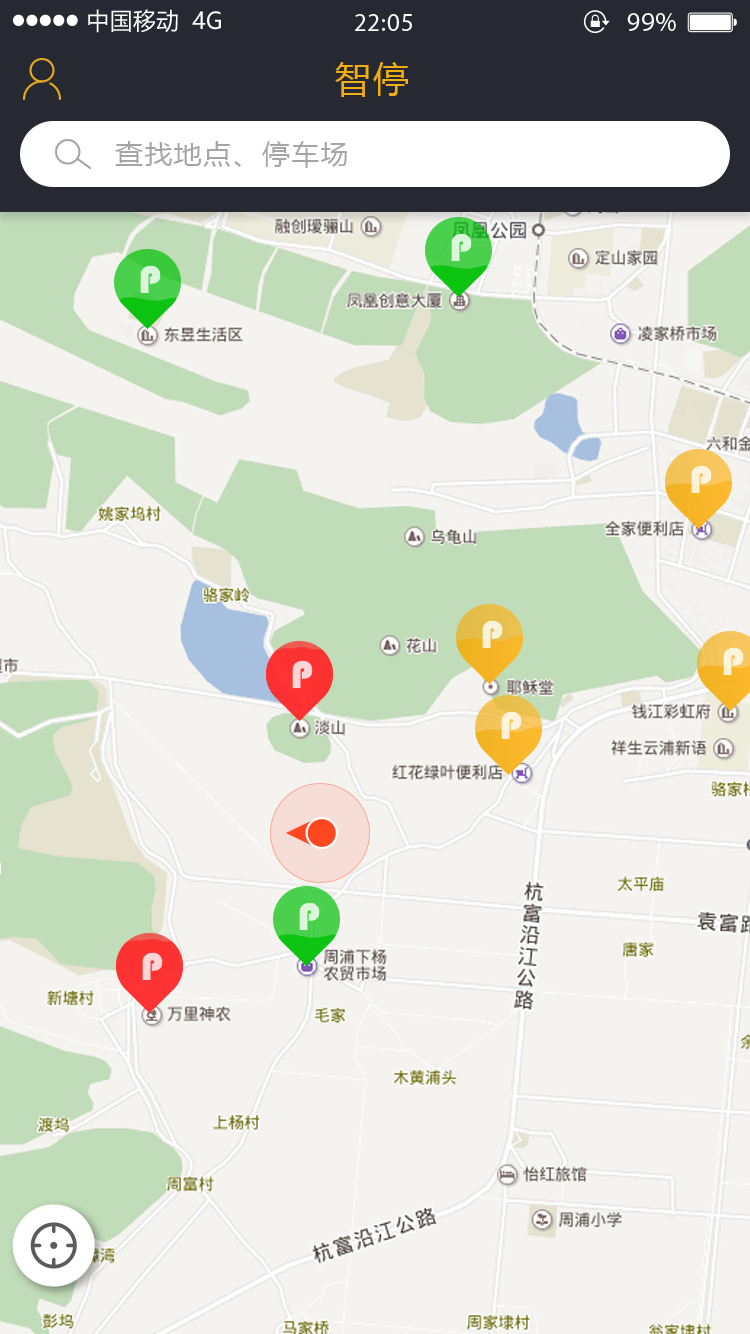 中国移动 4G 22:05 99%
智停
查找地点、停车场
融创瑷骊山
凤凰公园
定山家园
凤凰创意大厦
东昱生活区
凌家桥市场
六和金
姚家坞村
全家便利店
乌龟山
骆家岭
花山
市
耶稣堂
钱江彩虹府
淡山
祥生云浦新语
红花绿叶便利店
骆家村
太平庙
杭富沿江公路
袁富路
唐家
周浦下杨
农贸市场
新塘村
万里神农
毛家
木黄浦头
渡坞
上杨村
周富村
怡红旅馆
周浦小学
杭富沿江公路
湾
彭坞
马家桥
周家埭村
翁家埭村